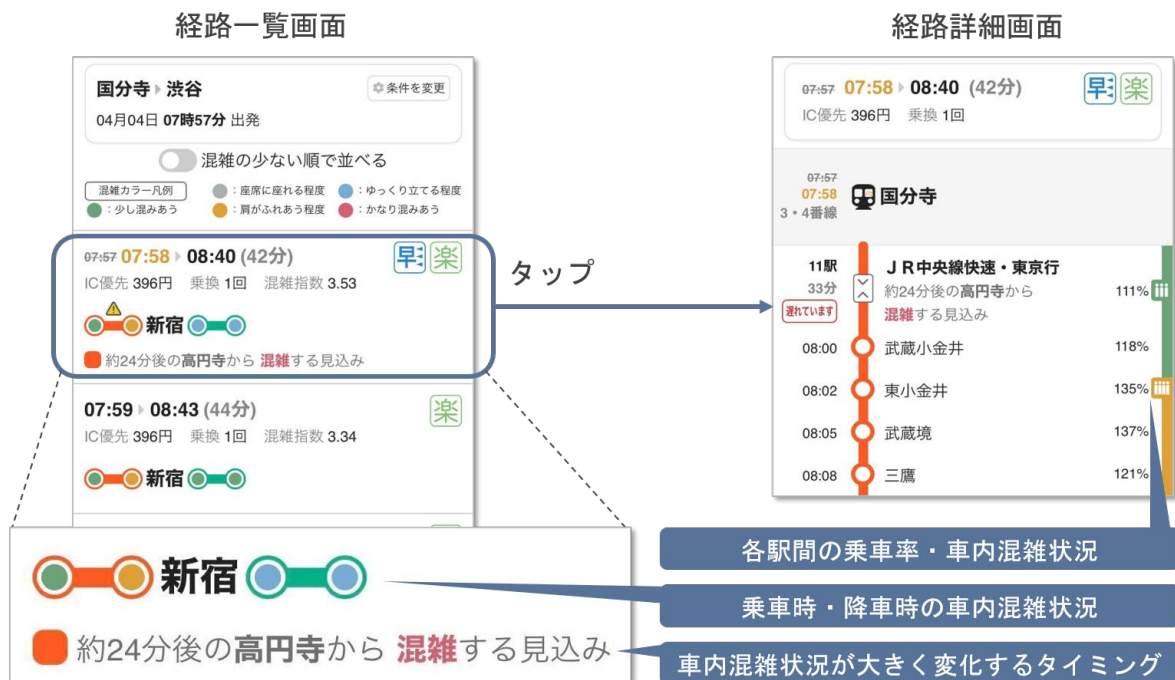 経路一覧画面
国分寺 ▸ 渋谷
条件を変更
04月04日 07時57分 出発
混雑の少ない順で並べる
混雑カラー凡例
：座席に座れる程度
：ゆっくり立てる程度
：少し混みあう
：肩がふれあう程度
：かなり混みあう
07:57 07:58 ▸ 08:40 (42分)
早 楽
IC優先 396円 乗換 1回 混雑指数 3.53
新宿
約24分後の高円寺から 混雑する見込み
07:59 ▸ 08:43 (44分)
楽
IC優先 396円 乗換 1回 混雑指数 3.34
新宿
タップ
経路詳細画面
07:57 07:58 ▸ 08:40 (42分)
早 楽
IC優先 396円 乗換 1回
07:57
07:58
3・4番線
国分寺
11駅
33分
遅れています
ＪＲ中央線快速・東京行
約24分後の高円寺から
混雑する見込み
111%
08:00 武蔵小金井 118%
08:02 東小金井 135%
08:05 武蔵境 137%
08:08 三鷹 121%
新宿
約24分後の高円寺から 混雑する見込み
各駅間の乗車率・車内混雑状況
乗車時・降車時の車内混雑状況
車内混雑状況が大きく変化するタイミング